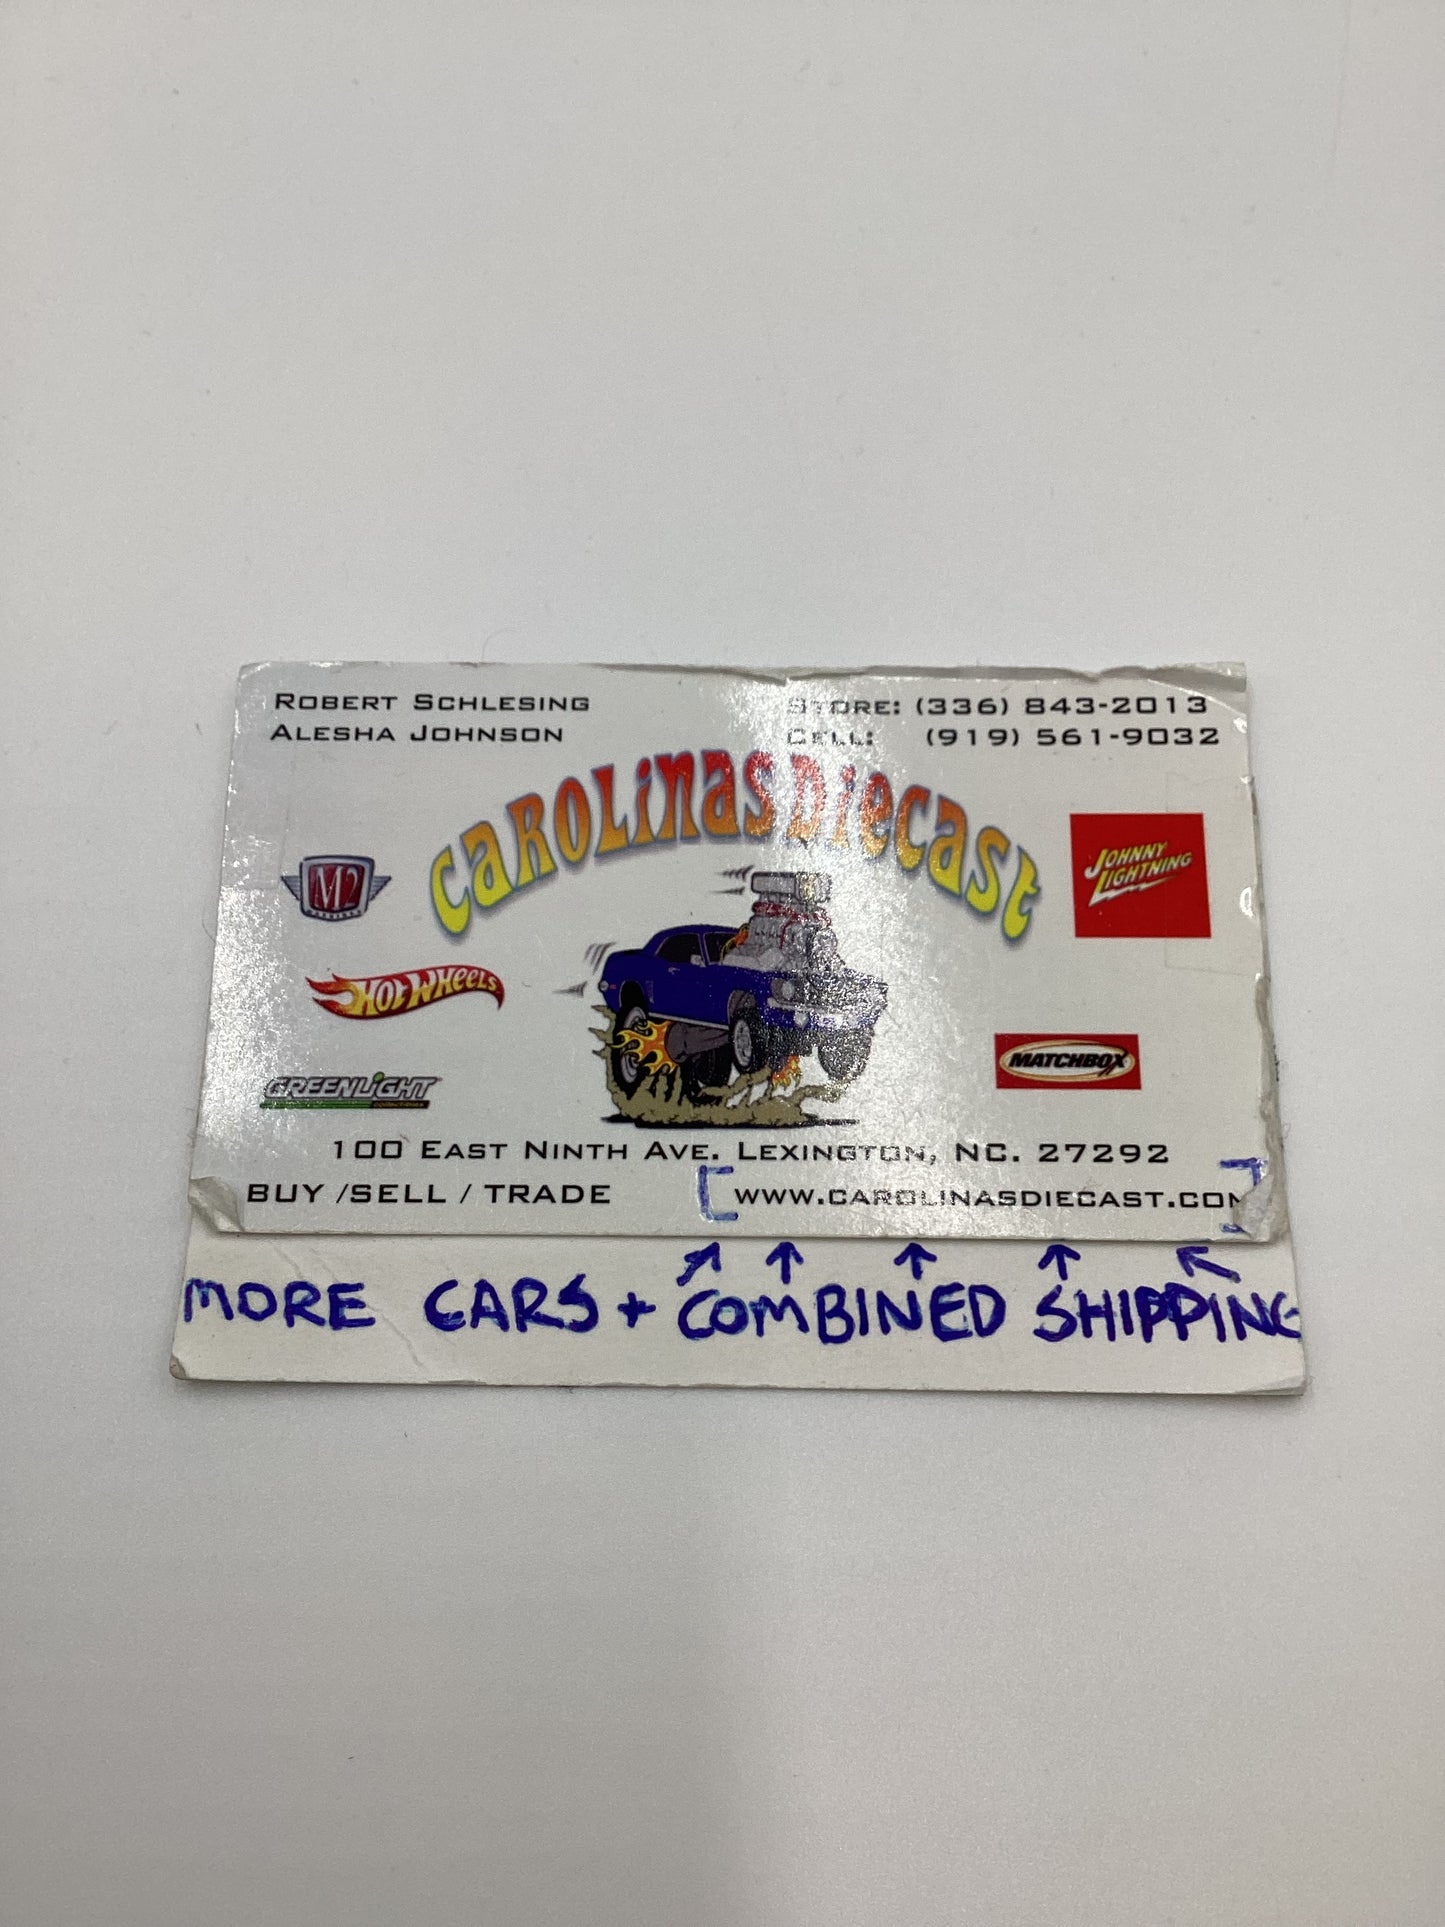 ROBERT SCHLESING
ALESHA JOHNSON
STORE: (336) 843-2013
CELL: (919) 561-9032
CAROLINAS DIECAST
M2
JOHNNY
LIGHTNING
HOT WHEELS
MATCHBOX
GREENLIGHT
100 EAST NINTH AVE. LEXINGTON, NC. 27292
BUY /SELL / TRADE
WWW.CAROLINASDIECAST.COM
MORE CARS + COMBINED SHIPPING